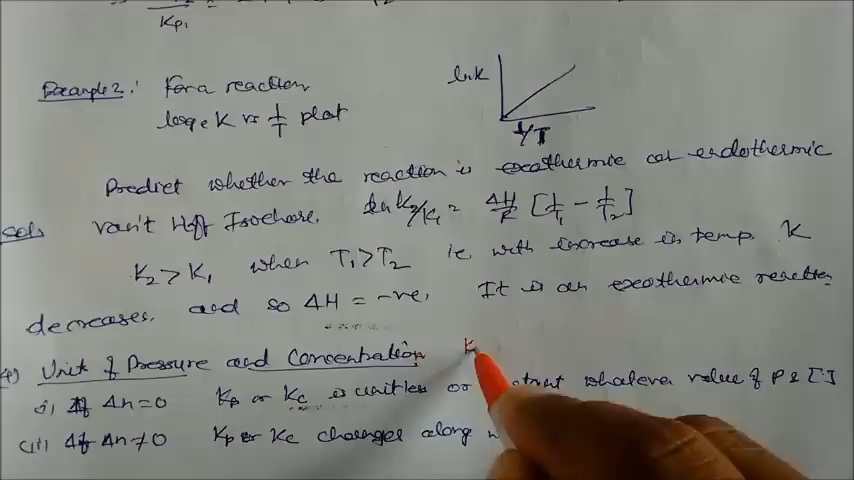 Kp1
Example 2: For a reaction
loge K vs 1/T plot
lnK
1/T
Predict whether the reaction is exothermic or endothermic
Sol: van't Hoff Isochore. ln K2/K1 = ΔH/R [1/T1 - 1/T2]
K2 > K1 when T1 > T2 ie with increase in temp. K
decreases. and so ΔH = -ve. It is an exothermic reaction
4) Unit of Pressure and Concentration K
(i) If Δn=0 Kp or Kc is unitless or whatever value of P & [ ]
(ii) If Δn≠0 Kp or Kc changes along